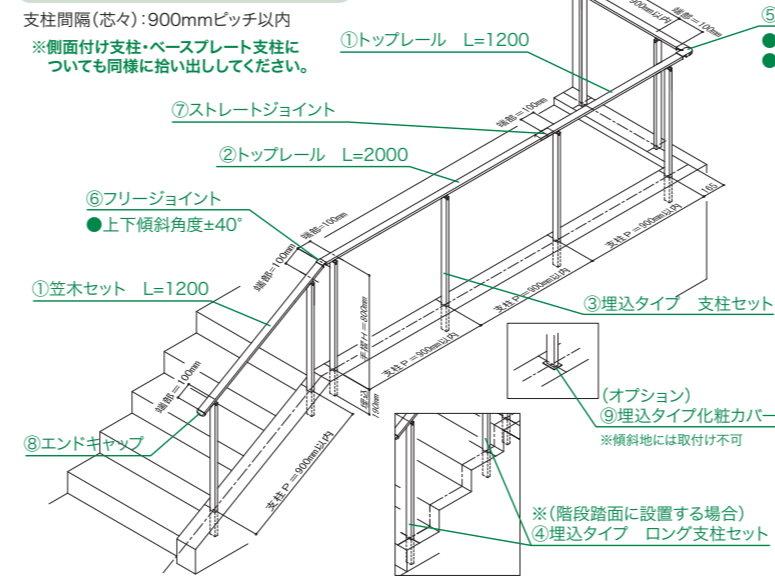 支柱間隔(芯々):900mmピッチ以内
※側面付け支柱・ベースプレート支柱に
ついても同様に拾い出ししてください。
①トップレール L=1200
⑤
●
●
900mm以内
端部=100mm
⑦ストレートジョイント
端部=100mm
②トップレール L=2000
⑥フリージョイント
●上下傾斜角度±40°
端部=100mm
端部=100mm
165
支柱P=900mm以内
①笠木セット L=1200
支柱P=900mm以内
③埋込タイプ 支柱セット
手摺H=800mm
支柱P=900mm以内
埋込
190mm
端部=100mm
(オプション)
⑨埋込タイプ化粧カバー
※傾斜地には取付け不可
⑧エンドキャップ
支柱P=900mm以内
※(階段踏面に設置する場合)
④埋込タイプ ロング支柱セット